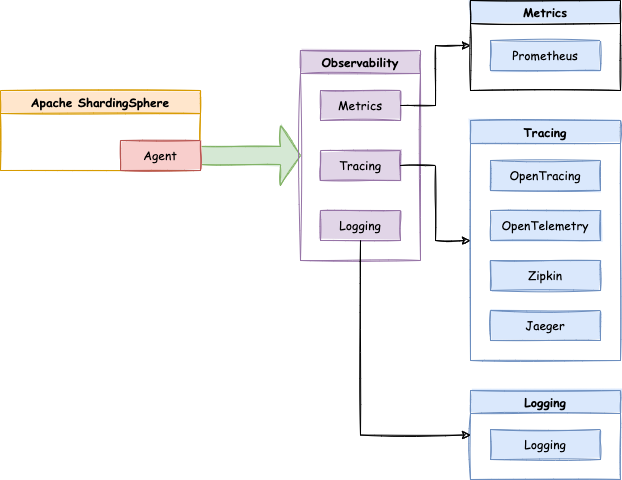 Apache ShardingSphere
Agent
Observability
Metrics
Tracing
Logging
Metrics
Prometheus
Tracing
OpenTracing
OpenTelemetry
Zipkin
Jaeger
Logging
Logging